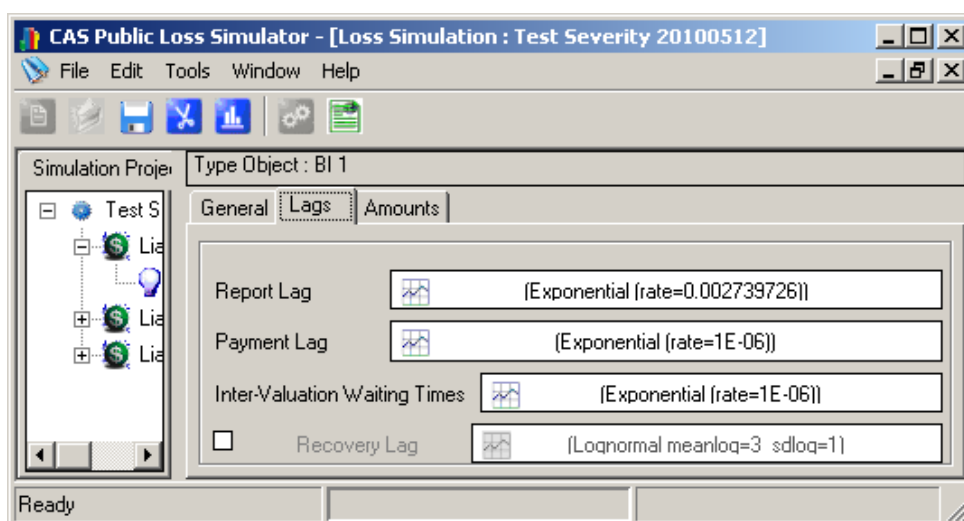 CAS Public Loss Simulator - [Loss Simulation : Test Severity 20100512]
File Edit Tools Window Help
Simulation Proje
Type Object : BI 1
Test S
Lia
Lia
Lia
General Lags Amounts
Report Lag (Exponential (rate=0.002739726))
Payment Lag (Exponential (rate=1E-06))
Inter-Valuation Waiting Times (Exponential (rate=1E-06))
Recovery Lag (Lognormal meanlog=3 sdlog=1)
Ready